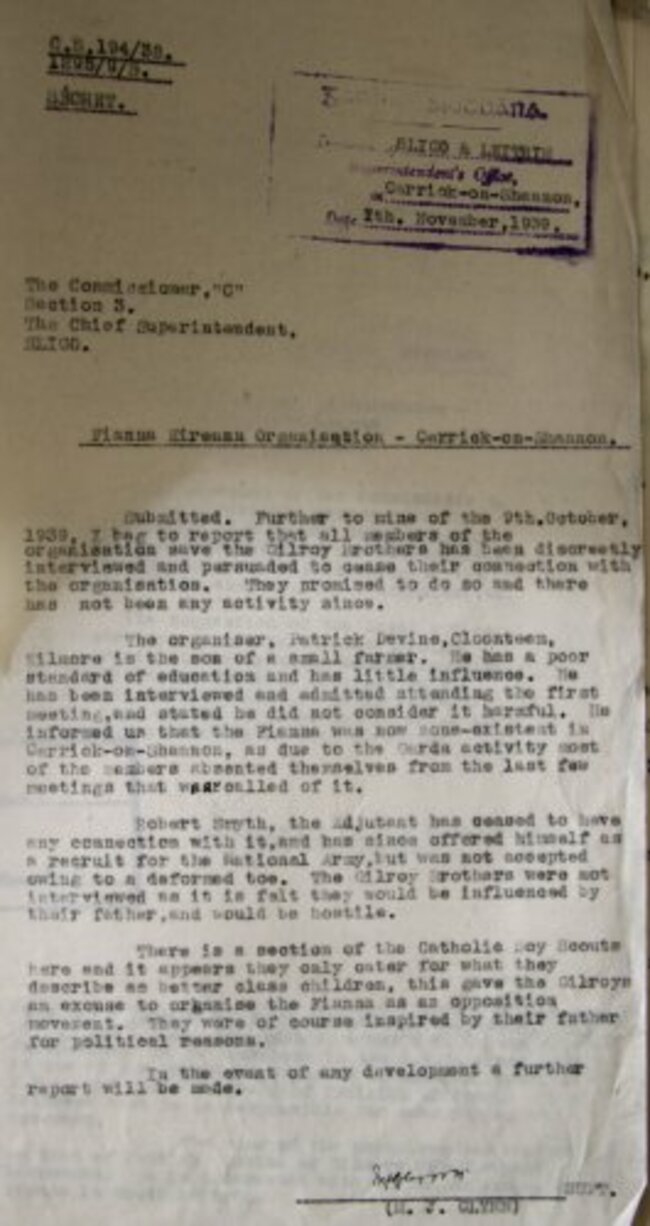 C.S.194/39.
SECRET.
SLIGO & LEITRIM
Superintendent's Office,
Carrick-on-Shannon,
Date 7th. November,1939.
The Commissioner,"C"
Section 3.
The Chief Superintendent,
SLIGO.
Fianna Eireann Organisation - Carrick-on-Shannon.
Submitted. Further to mine of the 9th.October,
1939, I beg to report that all members of the
organisation save the Gilroy Brothers has been discreetly
interviewed and persuaded to cease their connection with
the organisation. They promised to do so and there
has not been any activity since.
The organiser, Patrick Devine,Cloonteem,
Kilmore is the son of a small farmer. He has a poor
standard of education and has little influence. He
has been interviewed and admitted attending the first
meeting,and stated he did not consider it harmful. He
informed us that the Fianna was now none-existent in
Carrick-on-Shannon, as due to the Garda activity most
of the members absented themselves from the last few
meetings that was called of it.
Robert Smyth, the Adjutant has ceased to have
any connection with it,and has since offered himself as
a recruit for the National Army,but was not accepted
owing to a deformed toe. The Gilroy Brothers were not
interviewed as it is felt they would be influenced by
their father,and would be hostile.
There is a section of the Catholic Boy Scouts
here and it appears they only cater for what they
describe as better class children, this gave the Gilroys
an excuse to organise the Fianna as an opposition
movement. They were of course inspired by their father
for political reasons.
In the event of any development a further
report will be made.
SUPT.
(M. J. GLYNN)